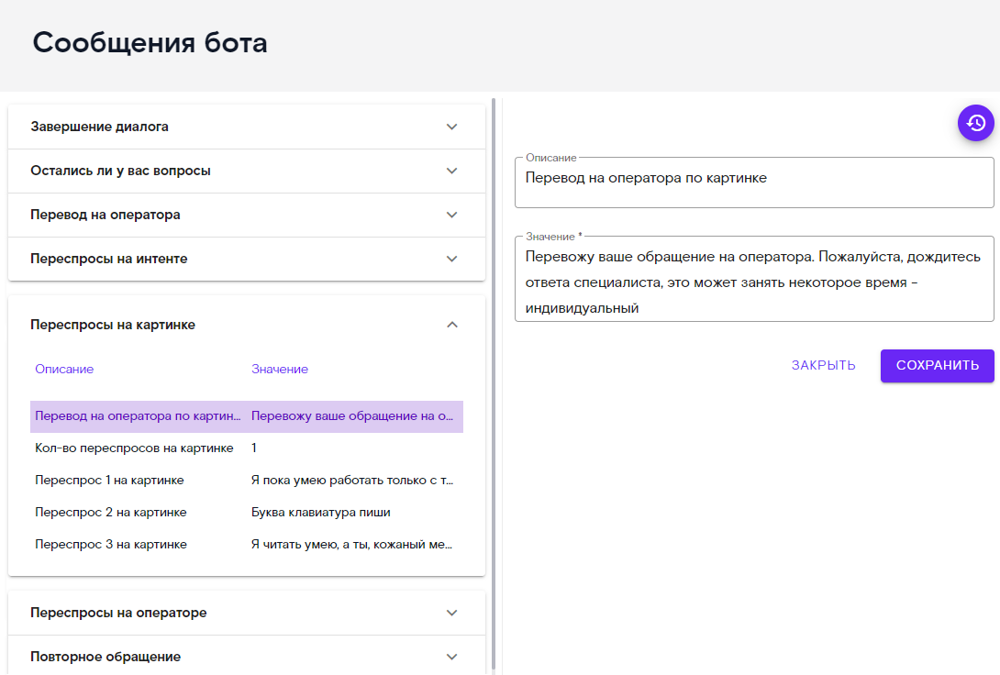 Сообщения бота
Завершение диалога
Остались ли у вас вопросы
Перевод на оператора
Переспросы на интенте
Переспросы на картинке
Описание Значение
Перевод на оператора по картин... Перевожу ваше обращение на о...
Кол-во переспросов на картинке 1
Переспрос 1 на картинке Я пока умею работать только с т...
Переспрос 2 на картинке Буква клавиатура пиши
Переспрос 3 на картинке Я читать умею, а ты, кожаный ме...
Переспросы на операторе
Повторное обращение
Описание
Перевод на оператора по картинке
Значение *
Перевожу ваше обращение на оператора. Пожалуйста, дождитесь
ответа специалиста, это может занять некоторое время –
индивидуальный
ЗАКРЫТЬ СОХРАНИТЬ